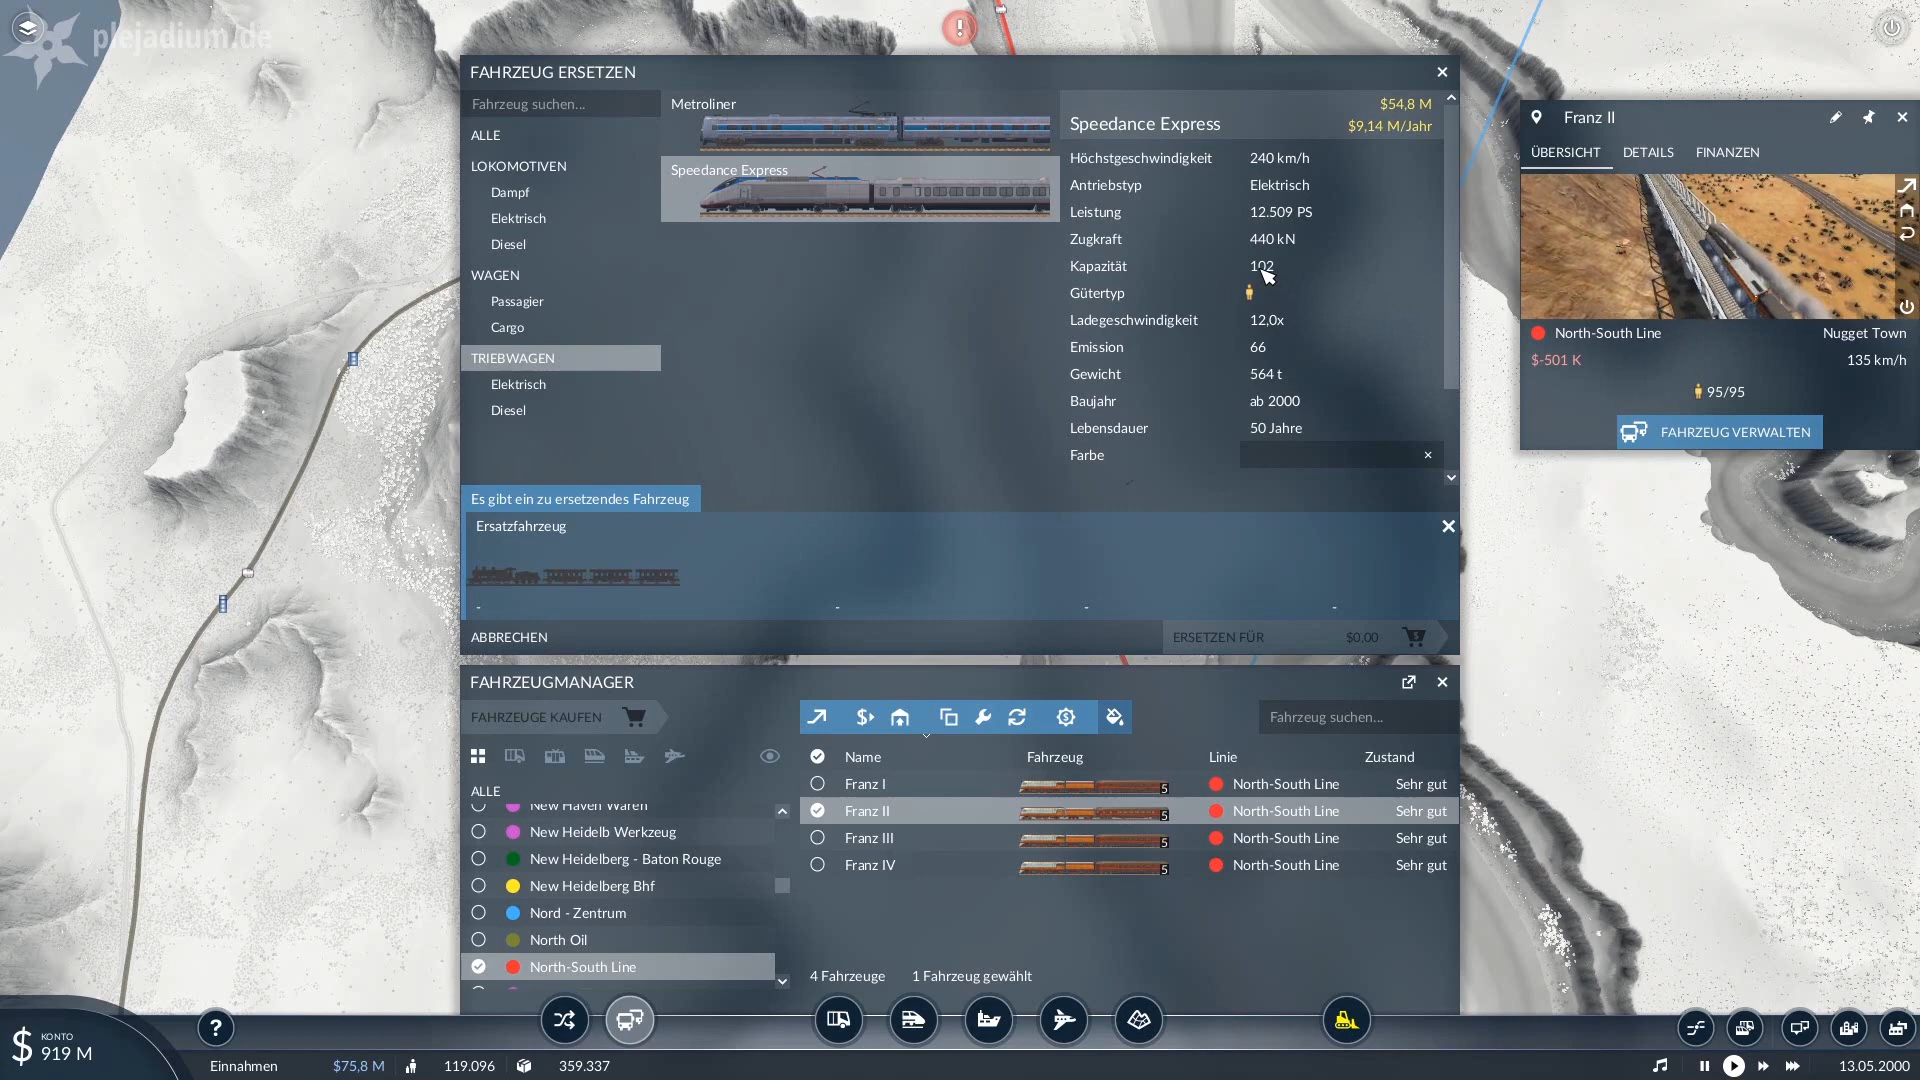 plejadium.de
FAHRZEUG ERSETZEN
Fahrzeug suchen...
ALLE
LOKOMOTIVEN
Dampf
Elektrisch
Diesel
WAGEN
Passagier
Cargo
TRIEBWAGEN
Elektrisch
Diesel
Metroliner
Speedance Express
$54,8 M
Speedance Express
$9,14 M/Jahr
Höchstgeschwindigkeit 240 km/h
Antriebstyp Elektrisch
Leistung 12.509 PS
Zugkraft 440 kN
Kapazität 102
Gütertyp
Ladegeschwindigkeit 12,0x
Emission 66
Gewicht 564 t
Baujahr ab 2000
Lebensdauer 50 Jahre
Farbe
Es gibt ein zu ersetzendes Fahrzeug
Ersatzfahrzeug
- - - -
ABBRECHEN
ERSETZEN FÜR $0,00
Franz II
ÜBERSICHT DETAILS FINANZEN
North-South Line Nugget Town
$-501 K 135 km/h
95/95
FAHRZEUG VERWALTEN
FAHRZEUGMANAGER
FAHRZEUGE KAUFEN
Fahrzeug suchen...
ALLE
New Haven Waren
New Heidelb Werkzeug
New Heidelberg - Baton Rouge
New Heidelberg Bhf
Nord - Zentrum
North Oil
North-South Line
Name Fahrzeug Linie Zustand
Franz I 5 North-South Line Sehr gut
Franz II 5 North-South Line Sehr gut
Franz III 5 North-South Line Sehr gut
Franz IV 5 North-South Line Sehr gut
4 Fahrzeuge 1 Fahrzeug gewählt
?
$ KONTO
919 M
Einnahmen $75,8 M 119.096 359.337
13.05.2000